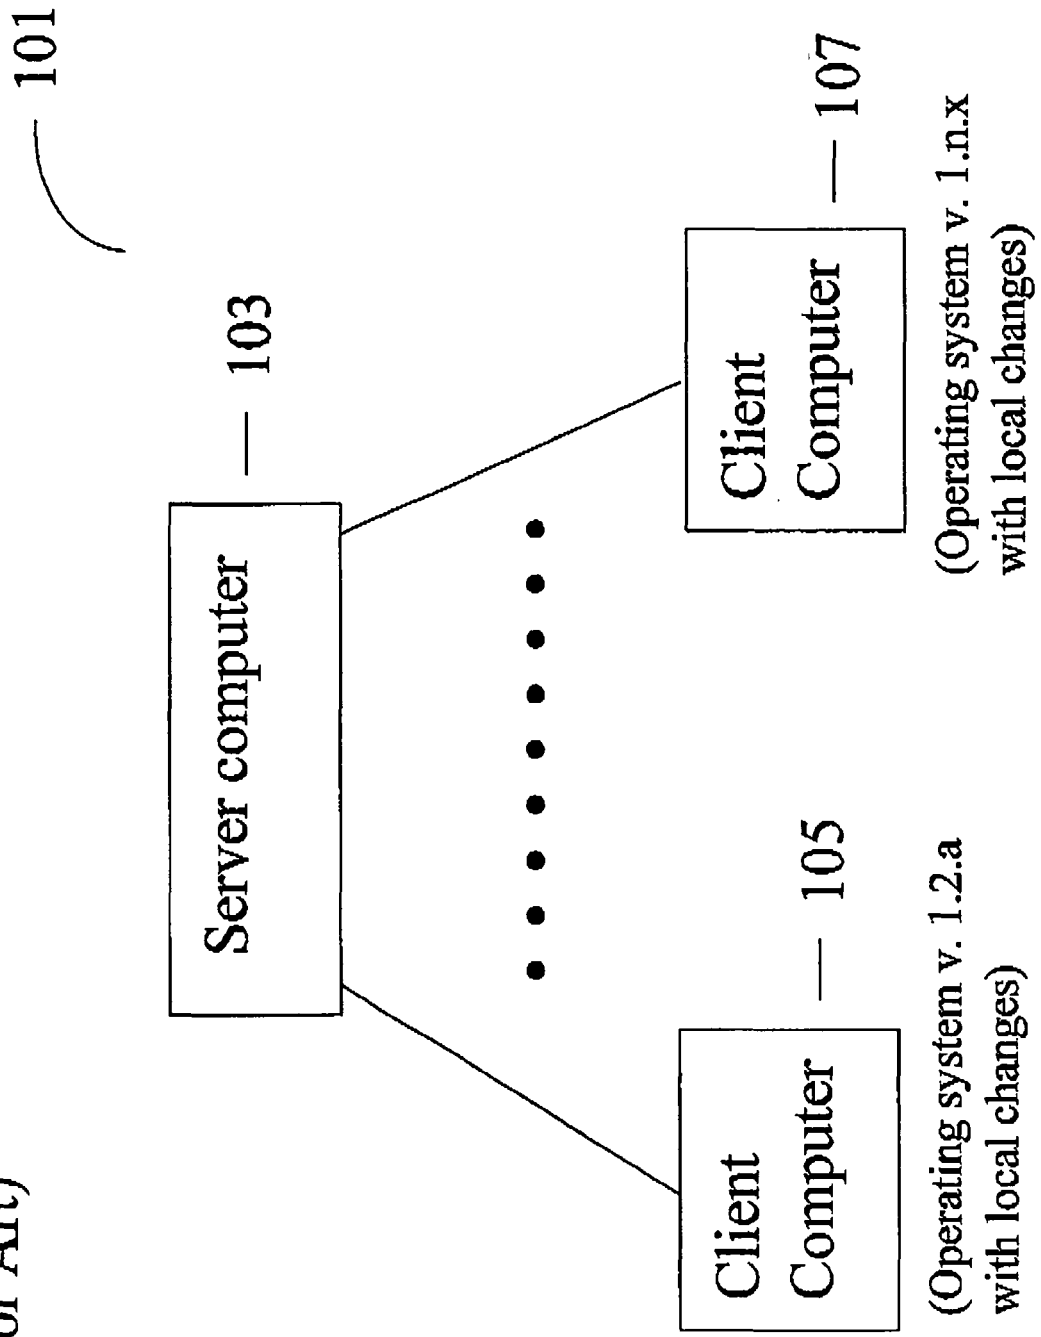 Art)
101
Server computer
103
Client
Computer
105
(Operating system v. 1.2.a
with local changes)
Client
Computer
107
(Operating system v. 1.n.x
with local changes)